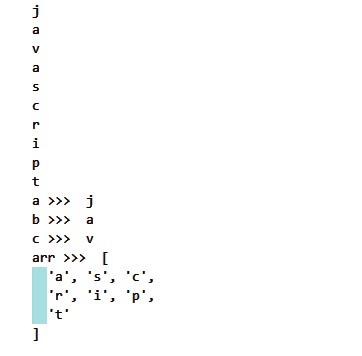 j
a
v
a
s
c
r
i
p
t
a >>>  j
b >>>  a
c >>>  v
arr >>>  [
  'a', 's', 'c',
  'r', 'i', 'p',
  't'
]